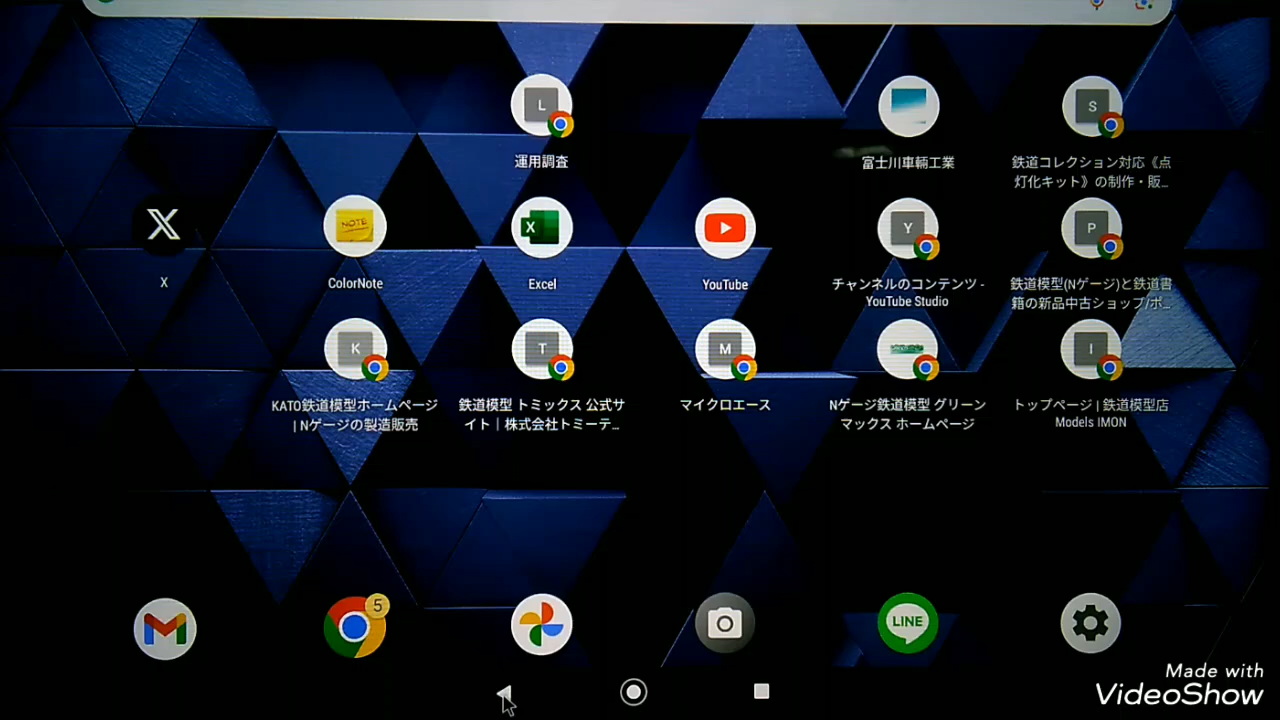 L
運用調査
富士川車輌工業
S
鉄道コレクション対応《点
灯化キット》の制作・販...
X
NOTE
ColorNote
X
Excel
YouTube
Y
チャンネルのコンテンツ -
YouTube Studio
P
鉄道模型(Nゲージ)と鉄道書
籍の新品中古ショップ/ポ...
K
KATO鉄道模型ホームページ
| Nゲージの製造販売
T
鉄道模型 トミックス 公式サ
イト｜株式会社トミーテ...
M
マイクロエース
Nゲージ鉄道模型 グリーン
マックス ホームページ
I
トップページ | 鉄道模型店
Models IMON
5
LINE
Made with
VideoShow